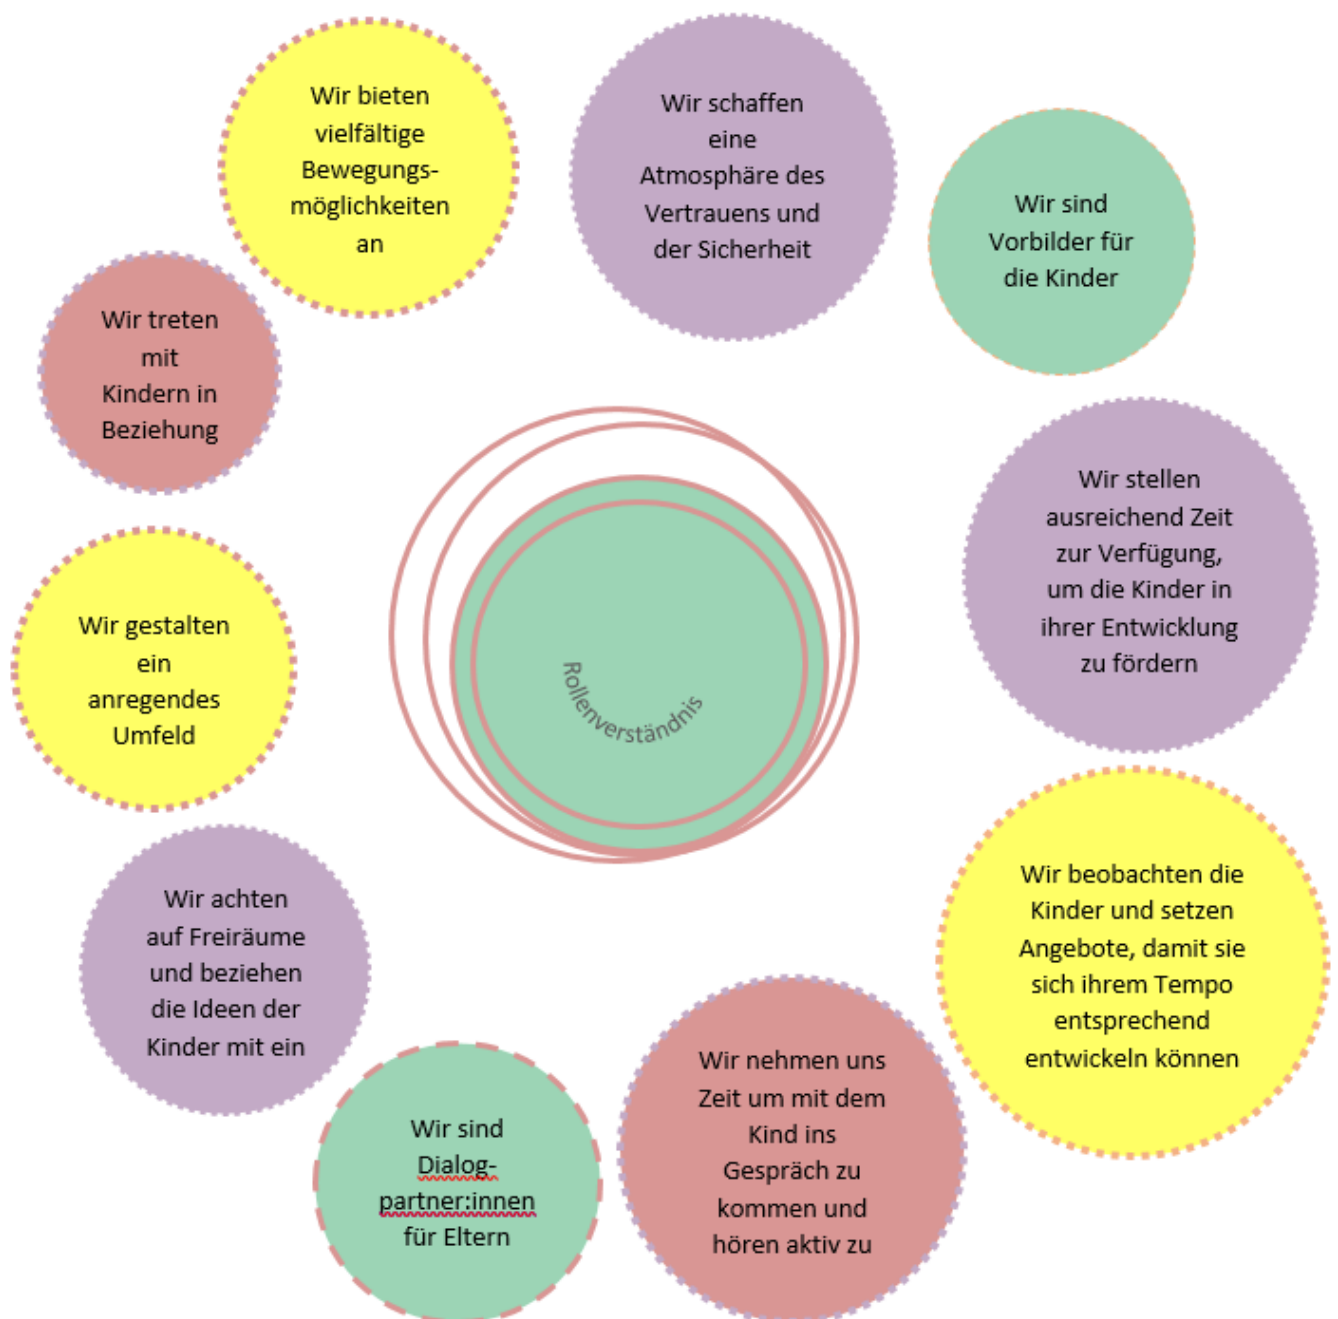 Wir bieten
vielfältige
Bewegungs-
möglichkeiten
an
Wir schaffen
eine
Atmosphäre des
Vertrauens und
der Sicherheit
Wir sind
Vorbilder für
die Kinder
Wir treten
mit
Kindern in
Beziehung
Wir stellen
ausreichend Zeit
zur Verfügung,
um die Kinder in
ihrer Entwicklung
zu fördern
Wir gestalten
ein
anregendes
Umfeld
Rollenverständnis
Wir beobachten die
Kinder und setzen
Angebote, damit sie
sich ihrem Tempo
entsprechend
entwickeln können
Wir achten
auf Freiräume
und beziehen
die Ideen der
Kinder mit ein
Wir sind
Dialog-
partner:innen
für Eltern
Wir nehmen uns
Zeit um mit dem
Kind ins
Gespräch zu
kommen und
hören aktiv zu